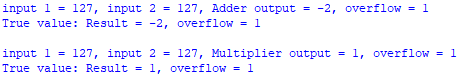 input 1 = 127, input 2 = 127, Adder output = -2, overflow = 1
True value: Result = -2, overflow = 1
input 1 = 127, input 2 = 127, Multiplier output = 1, overflow = 1
True value: Result = 1, overflow = 1